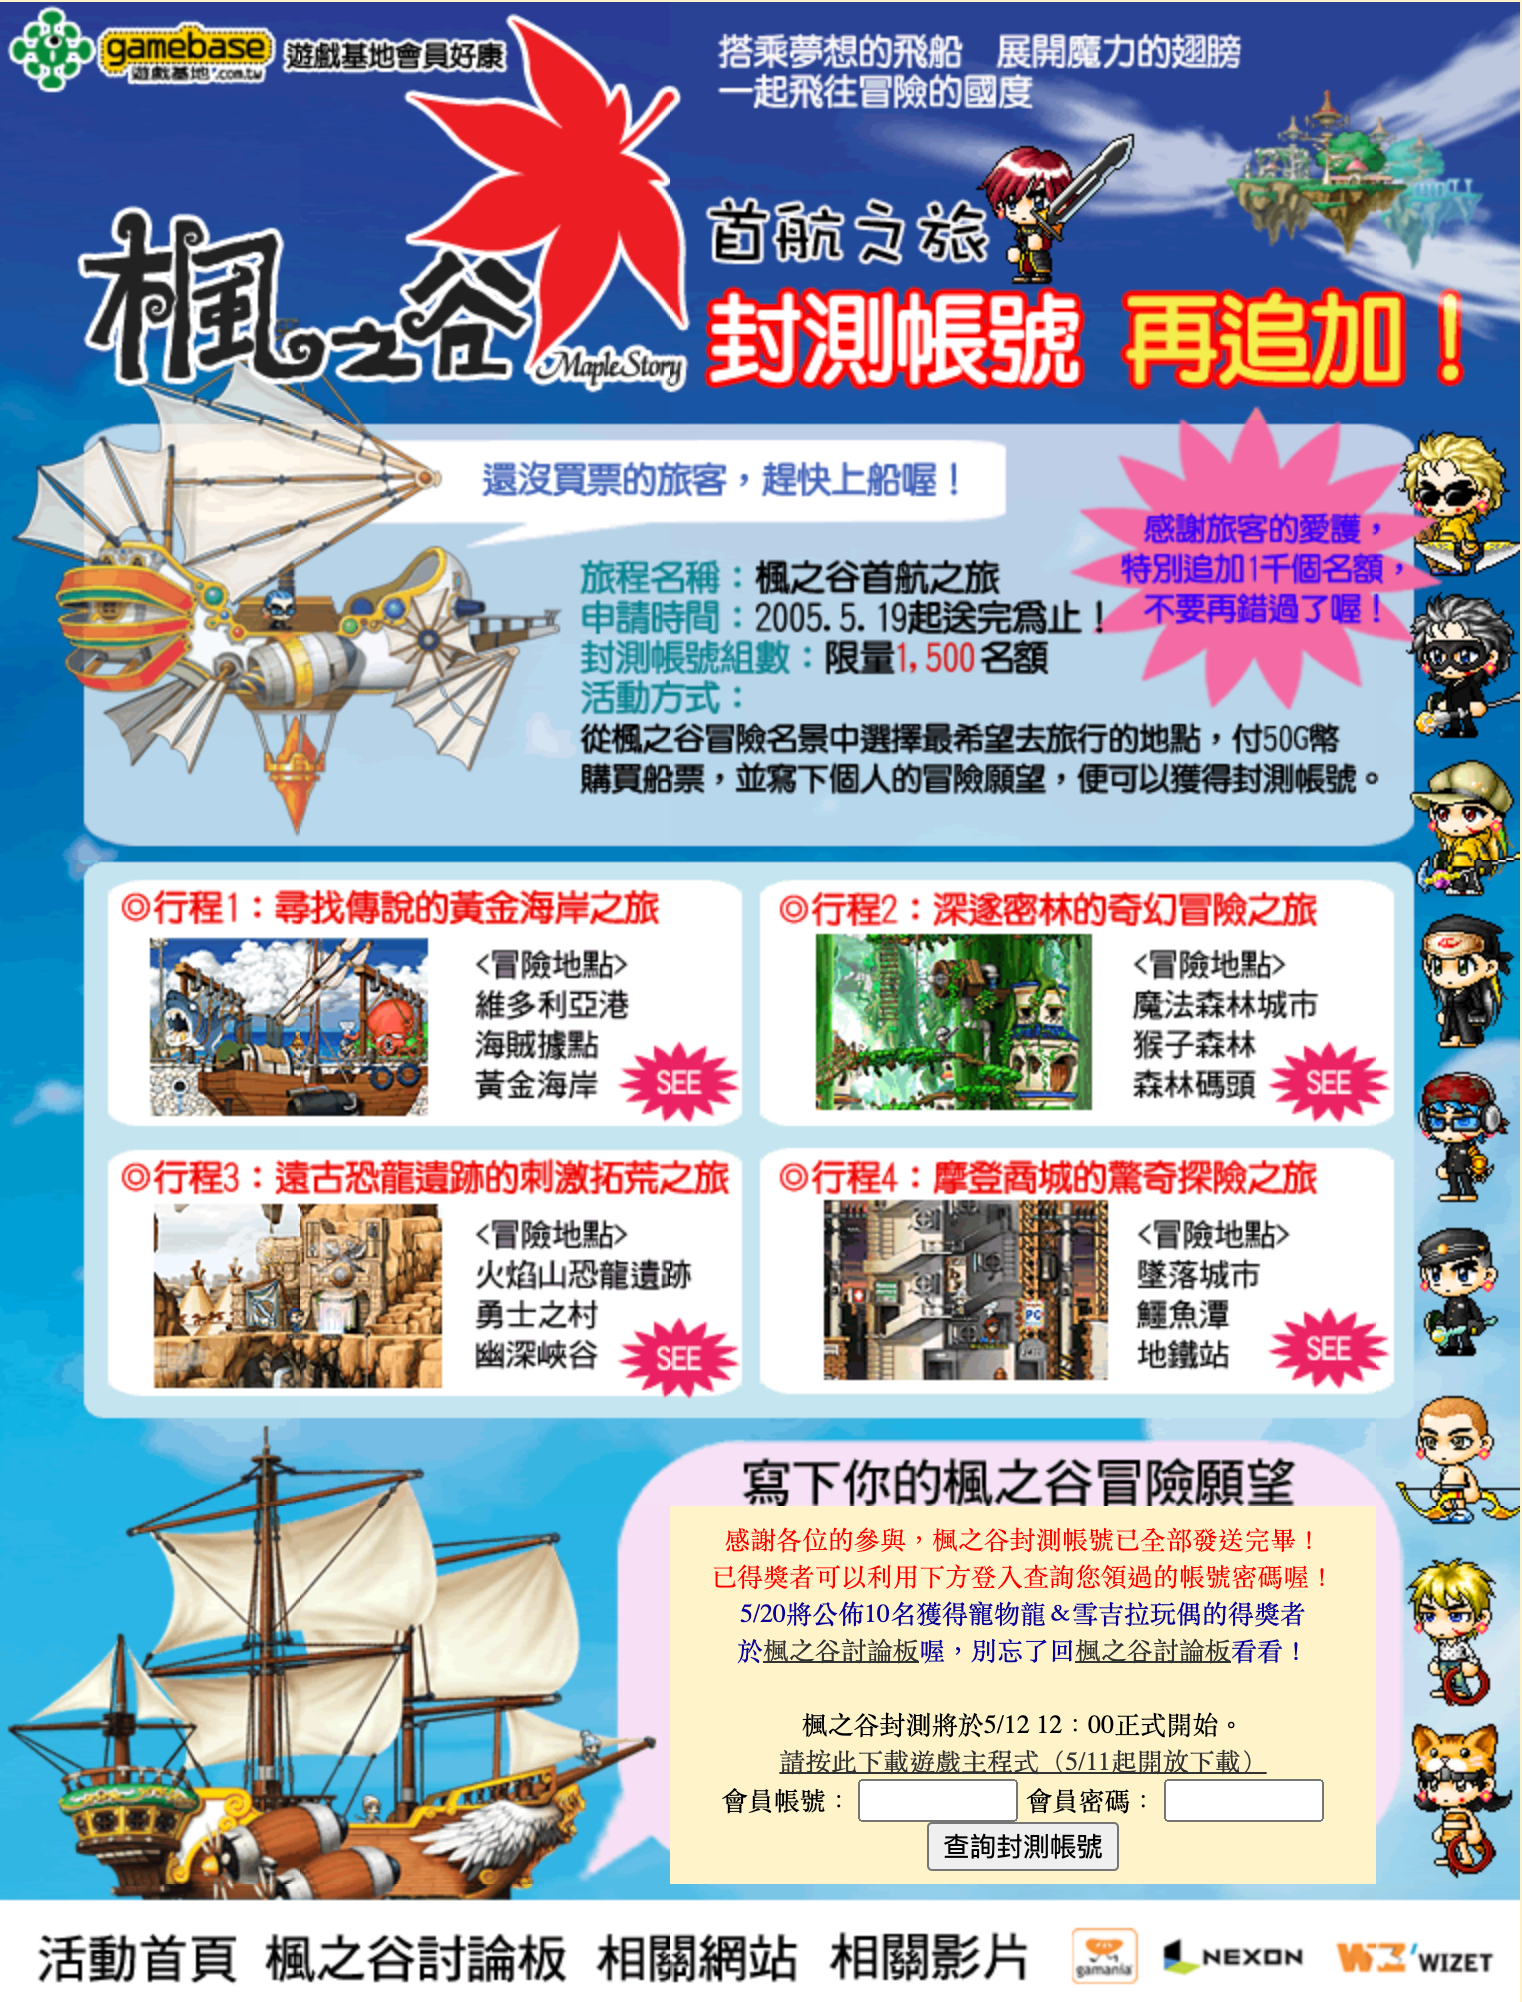 gamebase
遊戲基地.com.tw
遊戲基地會員好康
搭乘夢想的飛船 展開魔力的翅膀
一起飛往冒險的國度
楓之谷
MapleStory
首航之旅
封測帳號 再追加！
還沒買票的旅客，趕快上船喔！
感謝旅客的愛護，
特別追加1千個名額，
不要再錯過了喔！
旅程名稱：楓之谷首航之旅
申請時間：2005.5.19起送完為止！
封測帳號組數：限量1,500名額
活動方式：
從楓之谷冒險名景中選擇最希望去旅行的地點，付50G幣
購買船票，並寫下個人的冒險願望，便可以獲得封測帳號。
◎行程1：尋找傳說的黃金海岸之旅
<冒險地點>
維多利亞港
海賊據點
黃金海岸
SEE
◎行程2：深邃密林的奇幻冒險之旅
<冒險地點>
魔法森林城市
猴子森林
森林碼頭
SEE
◎行程3：遠古恐龍遺跡的刺激拓荒之旅
<冒險地點>
火焰山恐龍遺跡
勇士之村
幽深峽谷
SEE
◎行程4：摩登商城的驚奇探險之旅
PC
<冒險地點>
墜落城市
鱷魚潭
地鐵站
SEE
寫下你的楓之谷冒險願望
感謝各位的參與，楓之谷封測帳號已全部發送完畢！
已得獎者可以利用下方登入查詢您領過的帳號密碼喔！
5/20將公佈10名獲得寵物龍＆雪吉拉玩偶的得獎者
於楓之谷討論板喔，別忘了回楓之谷討論板看看！
楓之谷封測將於5/12 12：00正式開始。
請按此下載遊戲主程式（5/11起開放下載）
會員帳號： 會員密碼：
查詢封測帳號
活動首頁 楓之谷討論板 相關網站 相關影片 gamania NEXON WIZET